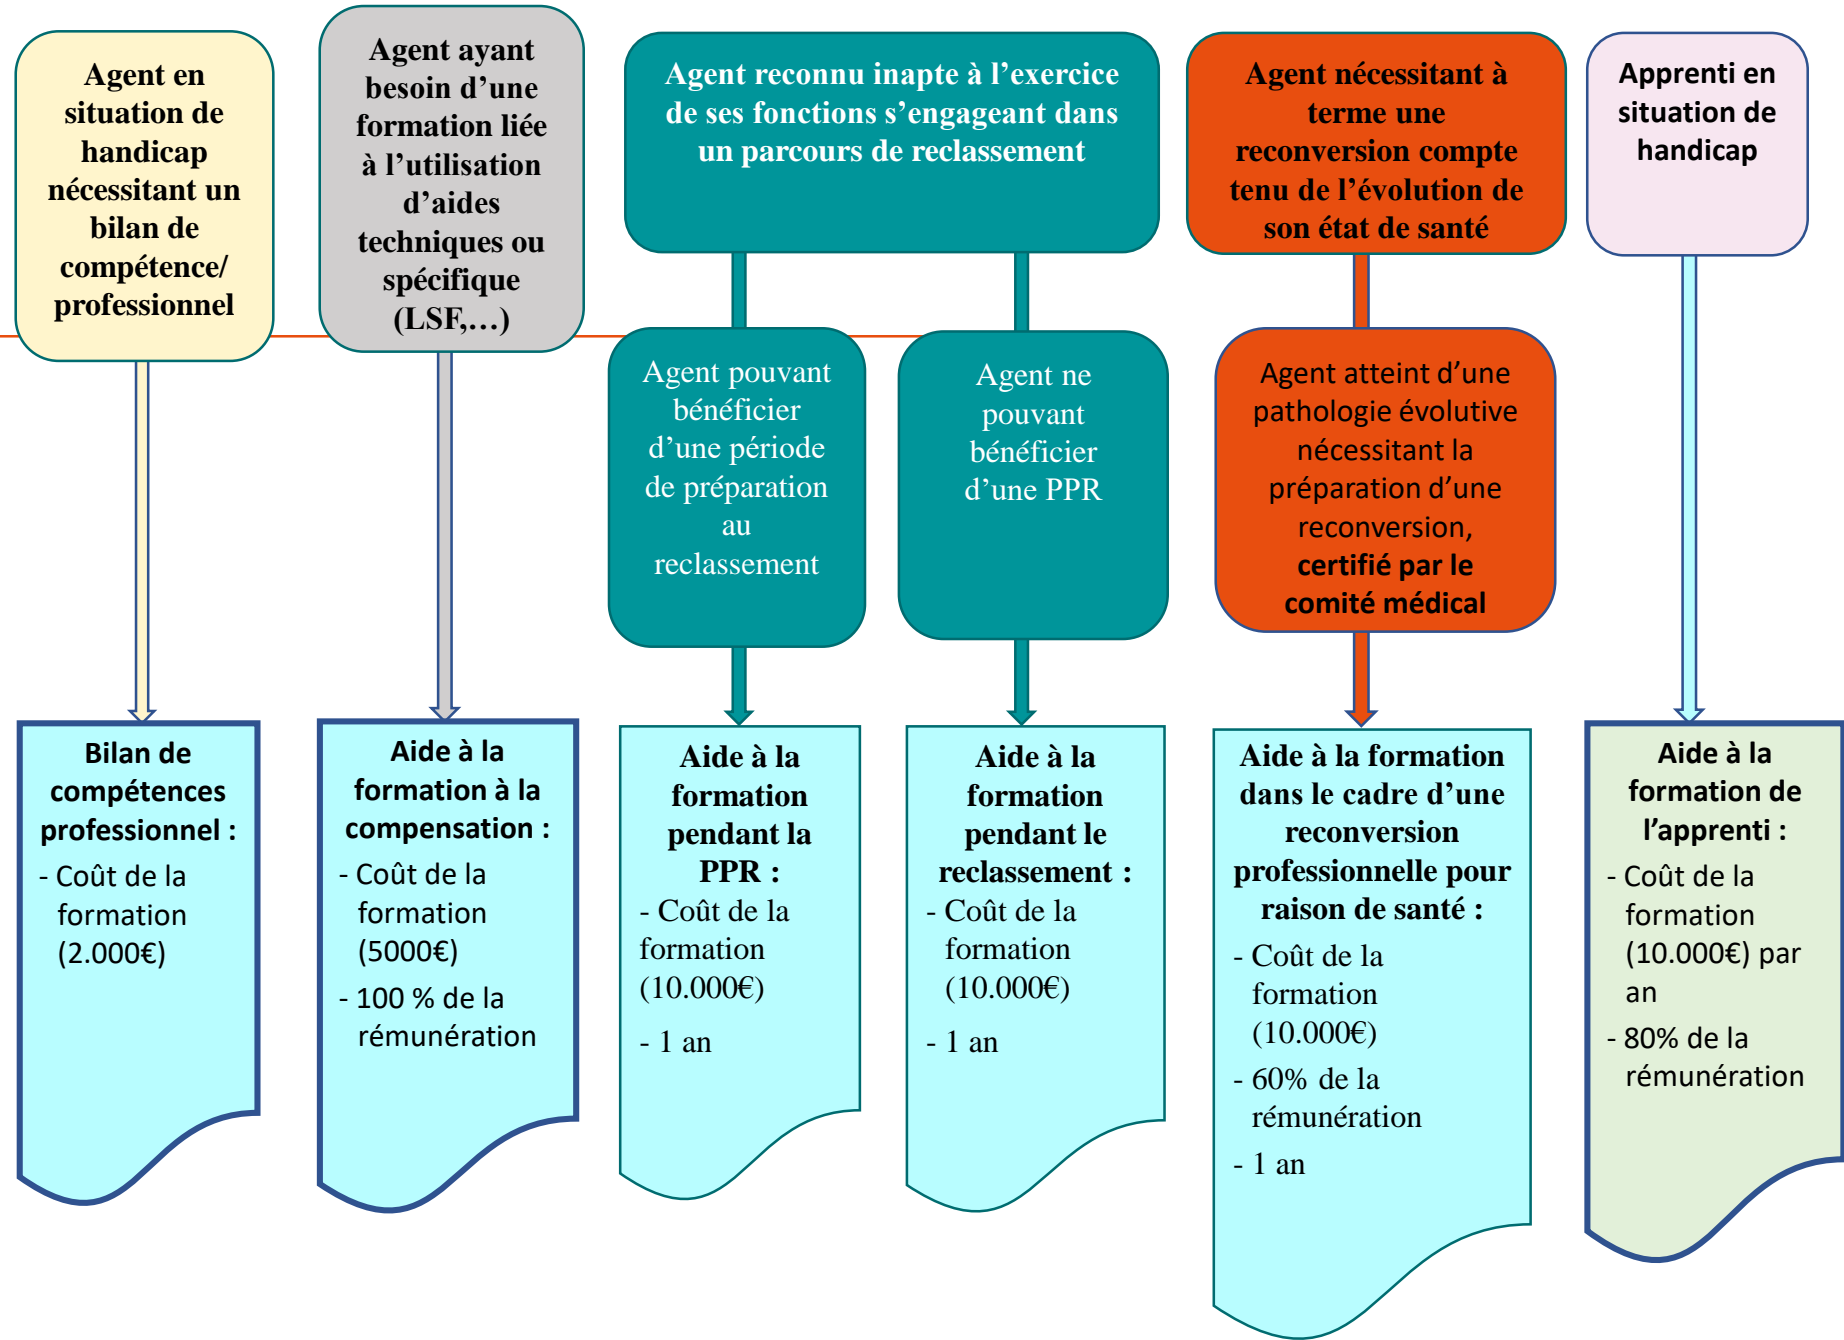 Agent en
situation de
handicap
nécessitant un
bilan de
compétence/
professionnel
Agent ayant
besoin d’une
formation liée
à l’utilisation
d’aides
techniques ou
spécifique
(LSF,…)
Agent reconnu inapte à l’exercice
de ses fonctions s’engageant dans
un parcours de reclassement
Agent nécessitant à
terme une
reconversion compte
tenu de l’évolution de
son état de santé
Apprenti en
situation de
handicap
Agent pouvant
bénéficier
d’une période
de préparation
au
reclassement
Agent ne
pouvant
bénéficier
d’une PPR
Agent atteint d’une
pathologie évolutive
nécessitant la
préparation d’une
reconversion,
certifié par le
comité médical
Bilan de
compétences
professionnel :
- Coût de la
formation
(2.000€)
Aide à la
formation à la
compensation :
- Coût de la
formation
(5000€)
- 100 % de la
rémunération
Aide à la
formation
pendant la
PPR :
- Coût de la
formation
(10.000€)
- 1 an
Aide à la
formation
pendant le
reclassement :
- Coût de la
formation
(10.000€)
- 1 an
Aide à la formation
dans le cadre d’une
reconversion
professionnelle pour
raison de santé :
- Coût de la
formation
(10.000€)
- 60% de la
rémunération
- 1 an
Aide à la
formation de
l’apprenti :
- Coût de la
formation
(10.000€) par
an
- 80% de la
rémunération